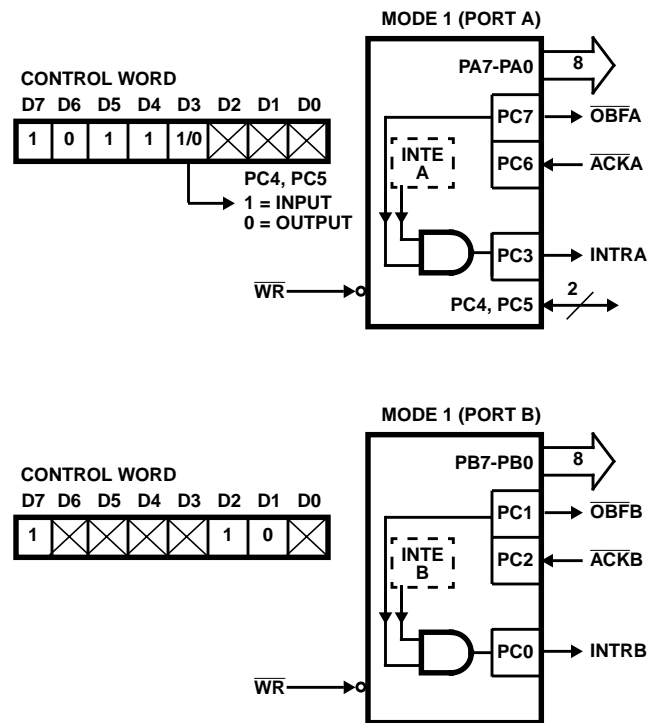 MODE 1 (PORT A)
CONTROL WORD
D7 D6 D5 D4 D3 D2 D1 D0
1 0 1 1 1/0
PC4, PC5
1 = INPUT
0 = OUTPUT
PA7-PA0
8
PC7
OBFA
INTE
A
PC6
ACKA
PC3
INTRA
WR
PC4, PC5
2
MODE 1 (PORT B)
CONTROL WORD
D7 D6 D5 D4 D3 D2 D1 D0
1 1 0
PB7-PB0
8
PC1
OBFB
INTE
B
PC2
ACKB
PC0
INTRB
WR